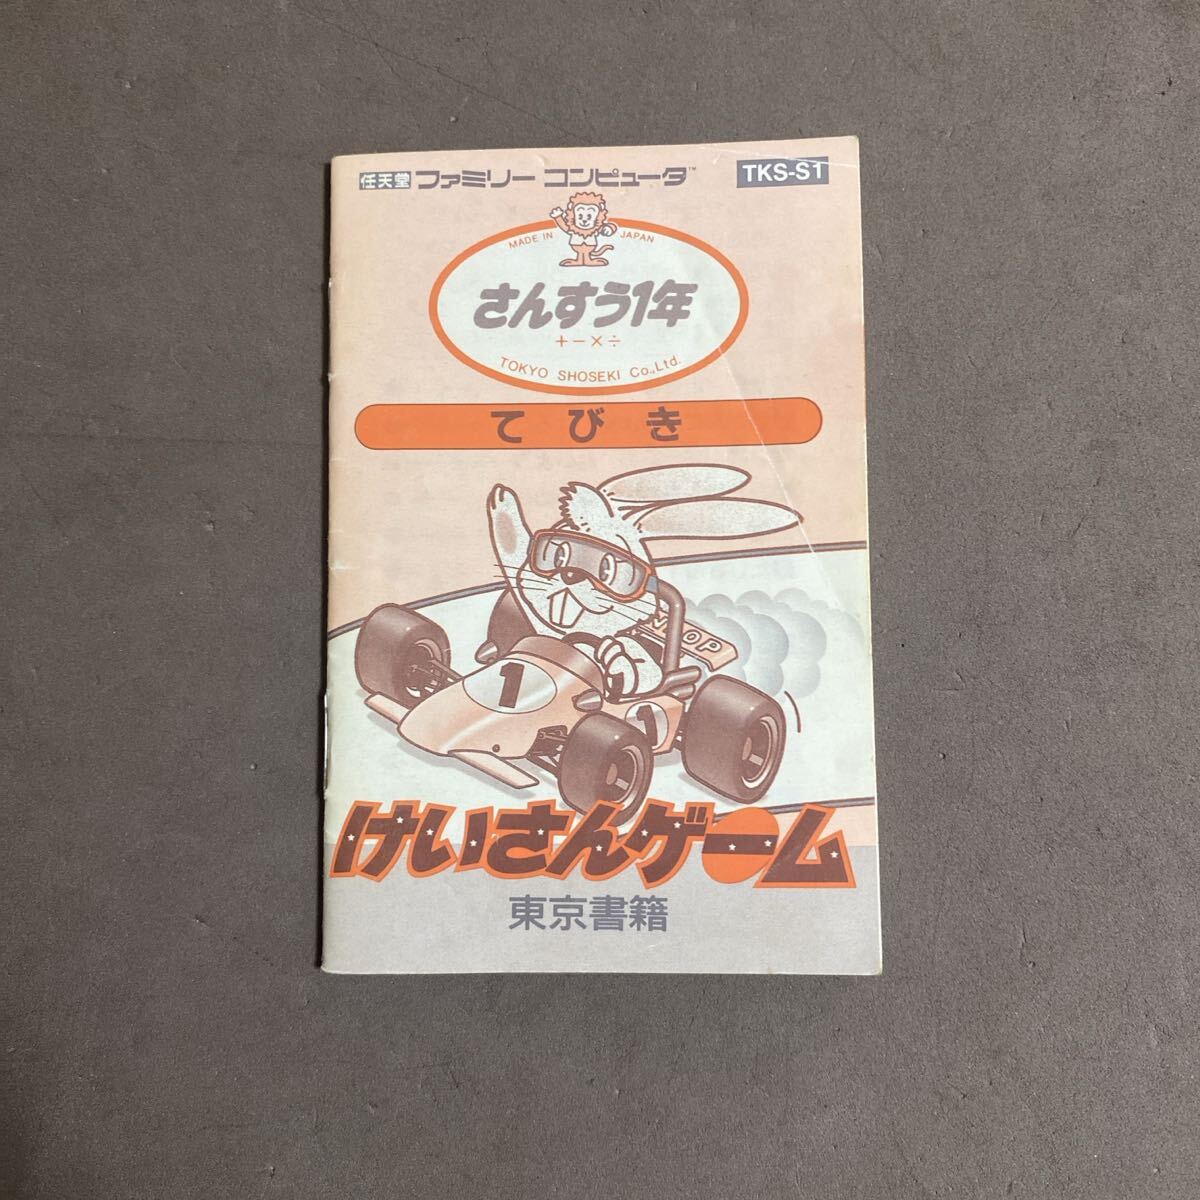 任天堂 ファミリー コンピュータ™ TKS-S1
MADE IN JAPAN
さんすう1年
+-×÷
TOKYO SHOSEKI Co.,Ltd.
てびき
1
1
けいさんゲーム
東京書籍